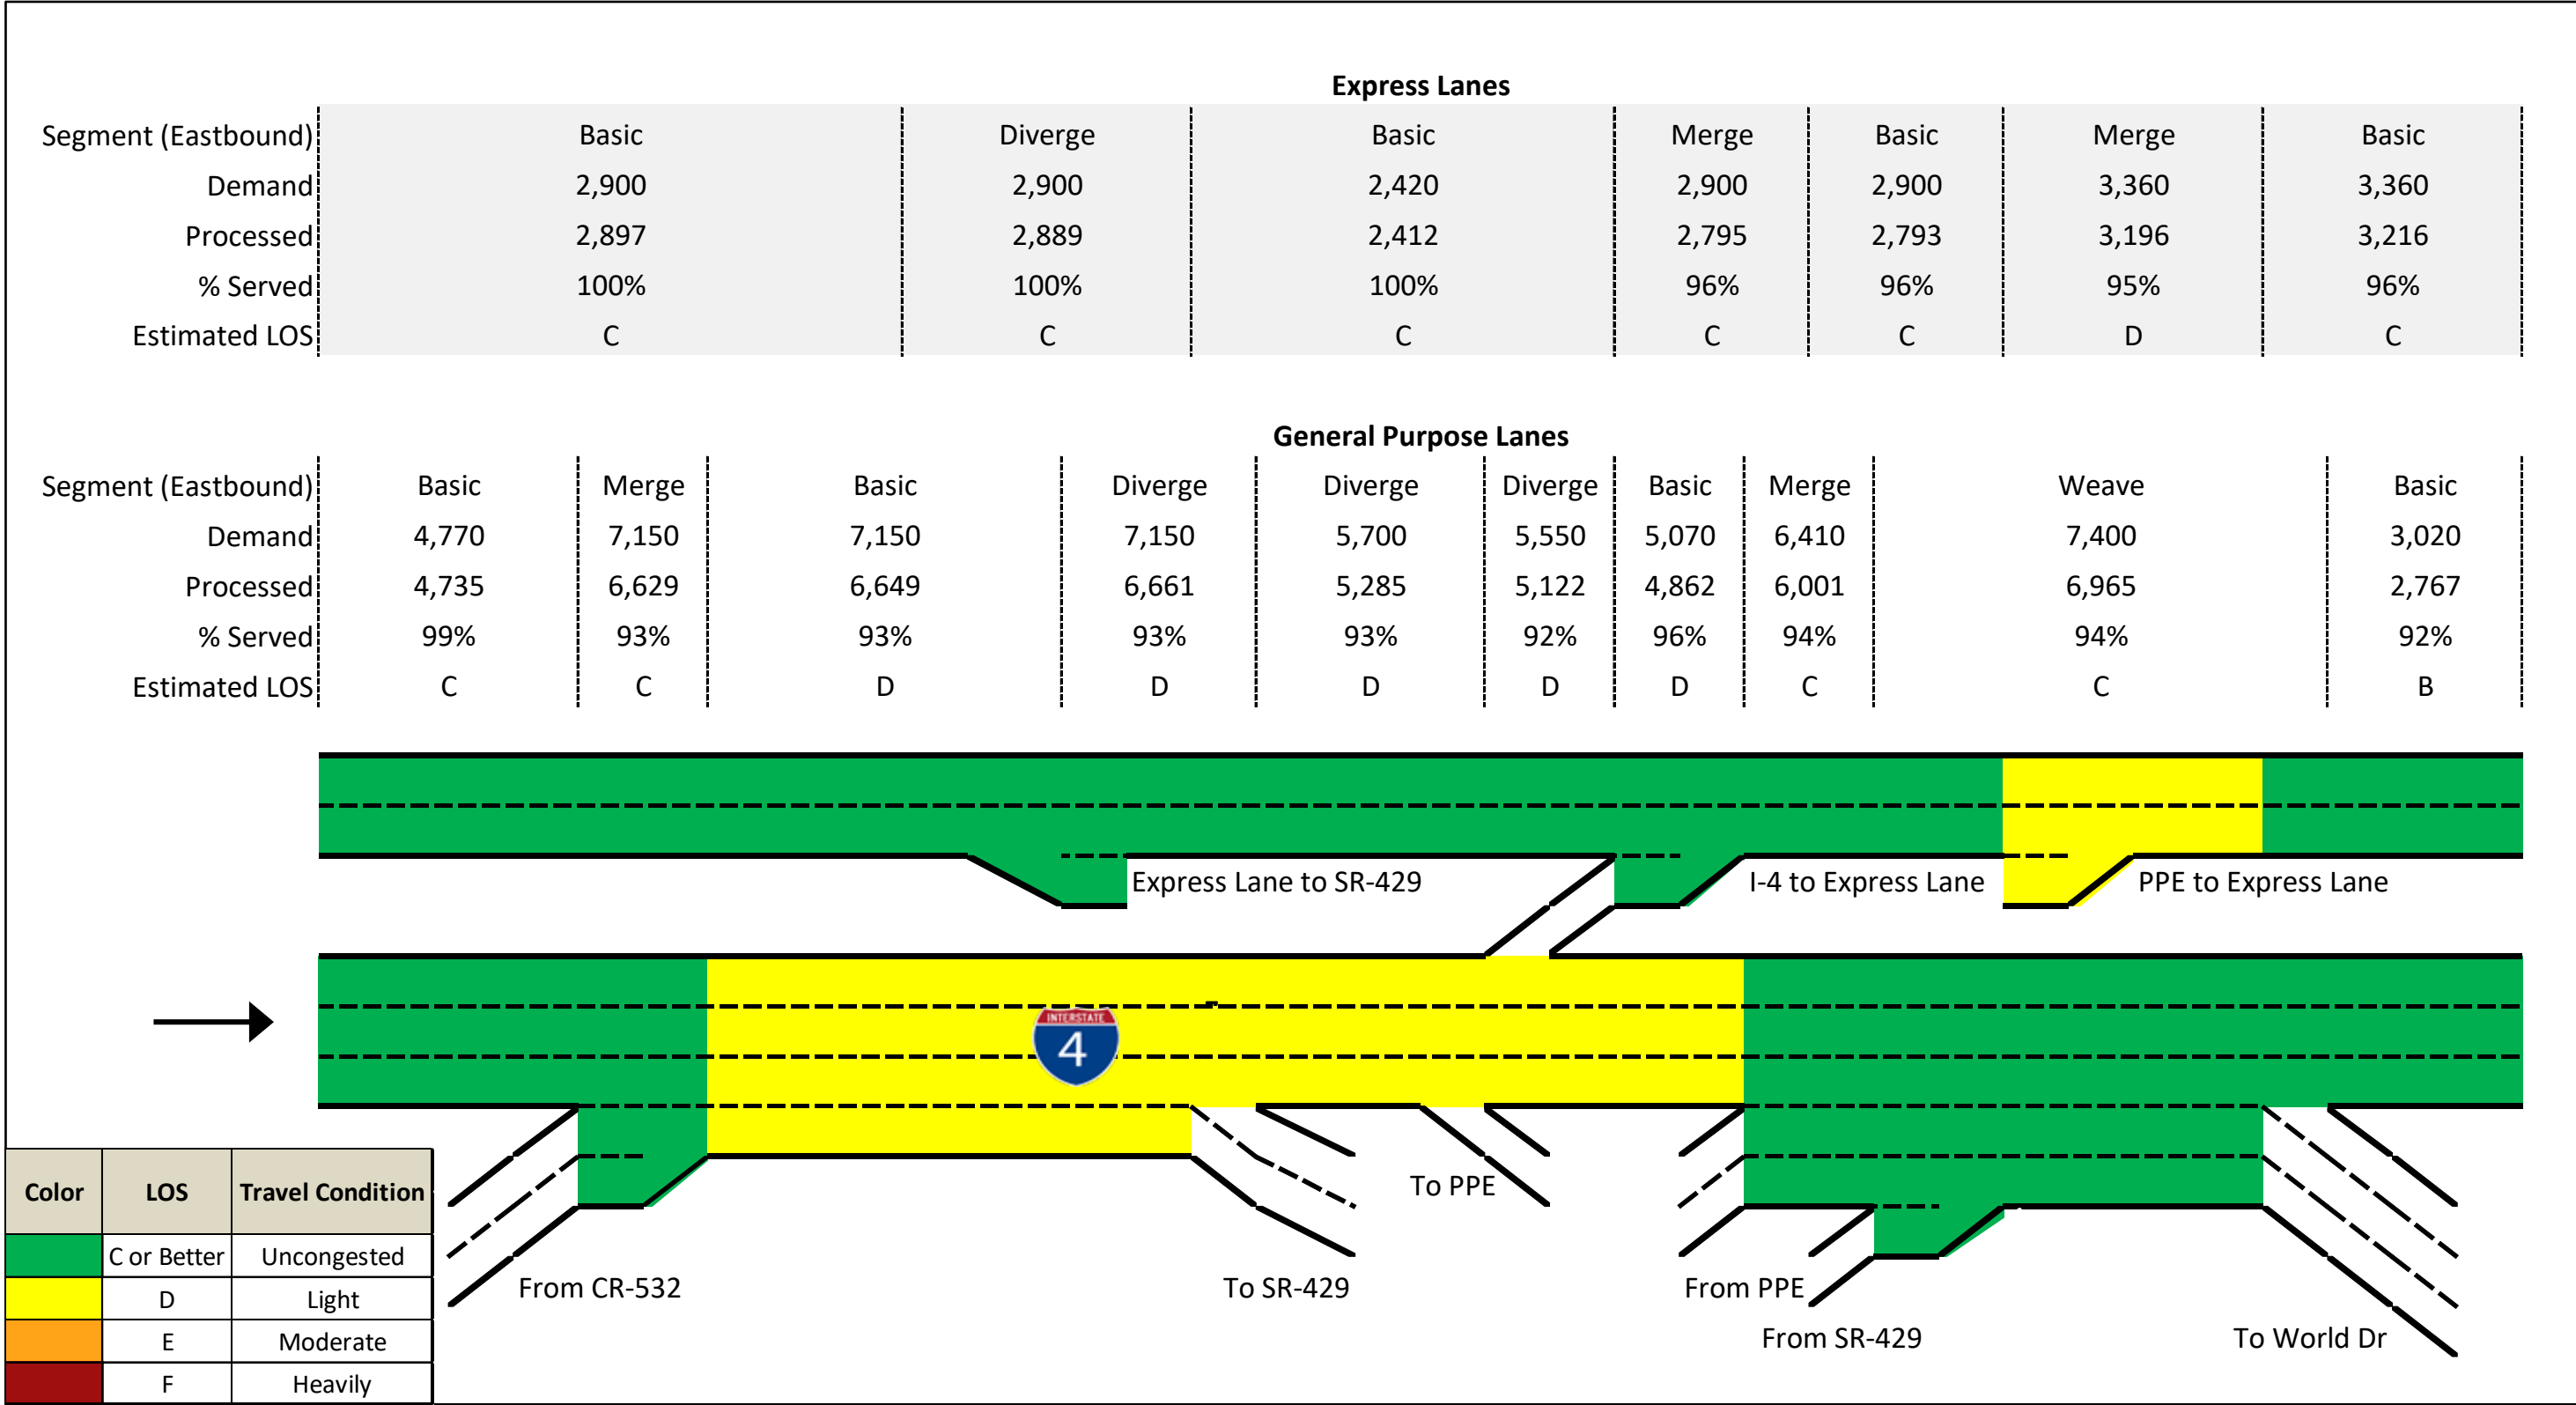 Express Lanes
Segment (Eastbound) Basic Diverge Basic Merge Basic Merge Basic
Demand 2,900 2,900 2,420 2,900 2,900 3,360 3,360
Processed 2,897 2,889 2,412 2,795 2,793 3,196 3,216
% Served 100% 100% 100% 96% 96% 95% 96%
Estimated LOS C C C C C D C
General Purpose Lanes
Segment (Eastbound) Basic Merge Basic Diverge Diverge Diverge Basic Merge Weave Basic
Demand 4,770 7,150 7,150 7,150 5,700 5,550 5,070 6,410 7,400 3,020
Processed 4,735 6,629 6,649 6,661 5,285 5,122 4,862 6,001 6,965 2,767
% Served 99% 93% 93% 93% 93% 92% 96% 94% 94% 92%
Estimated LOS C C D D D D D C C B
Express Lane to SR-429 I-4 to Express Lane PPE to Express Lane
INTERSTATE
4
To PPE
From CR-532 To SR-429 From PPE
From SR-429 To World Dr
Color LOS Travel Condition
C or Better Uncongested
D Light
E Moderate
F Heavily